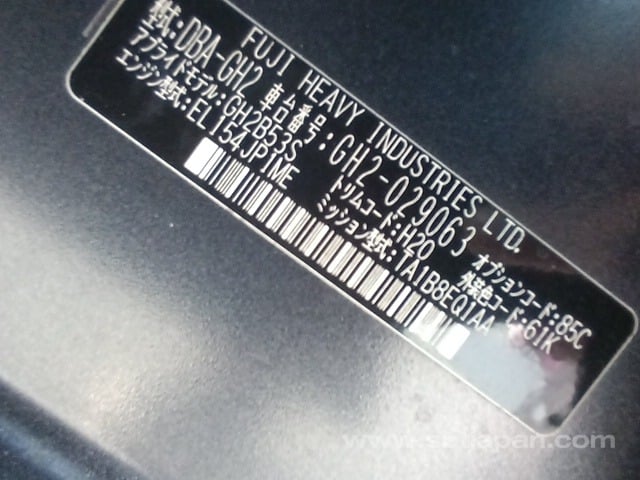 FUJI HEAVY INDUSTRIES LTD.
型式:DBA-GH2 車台番号:GH2-029063
アプライドモデル:GH2B53S トリムコード:H20 オプションコード:85C
エンジン型式:EL154JP1ME ミッション型式:TA1B8EQ1AA 外装色コード:61K